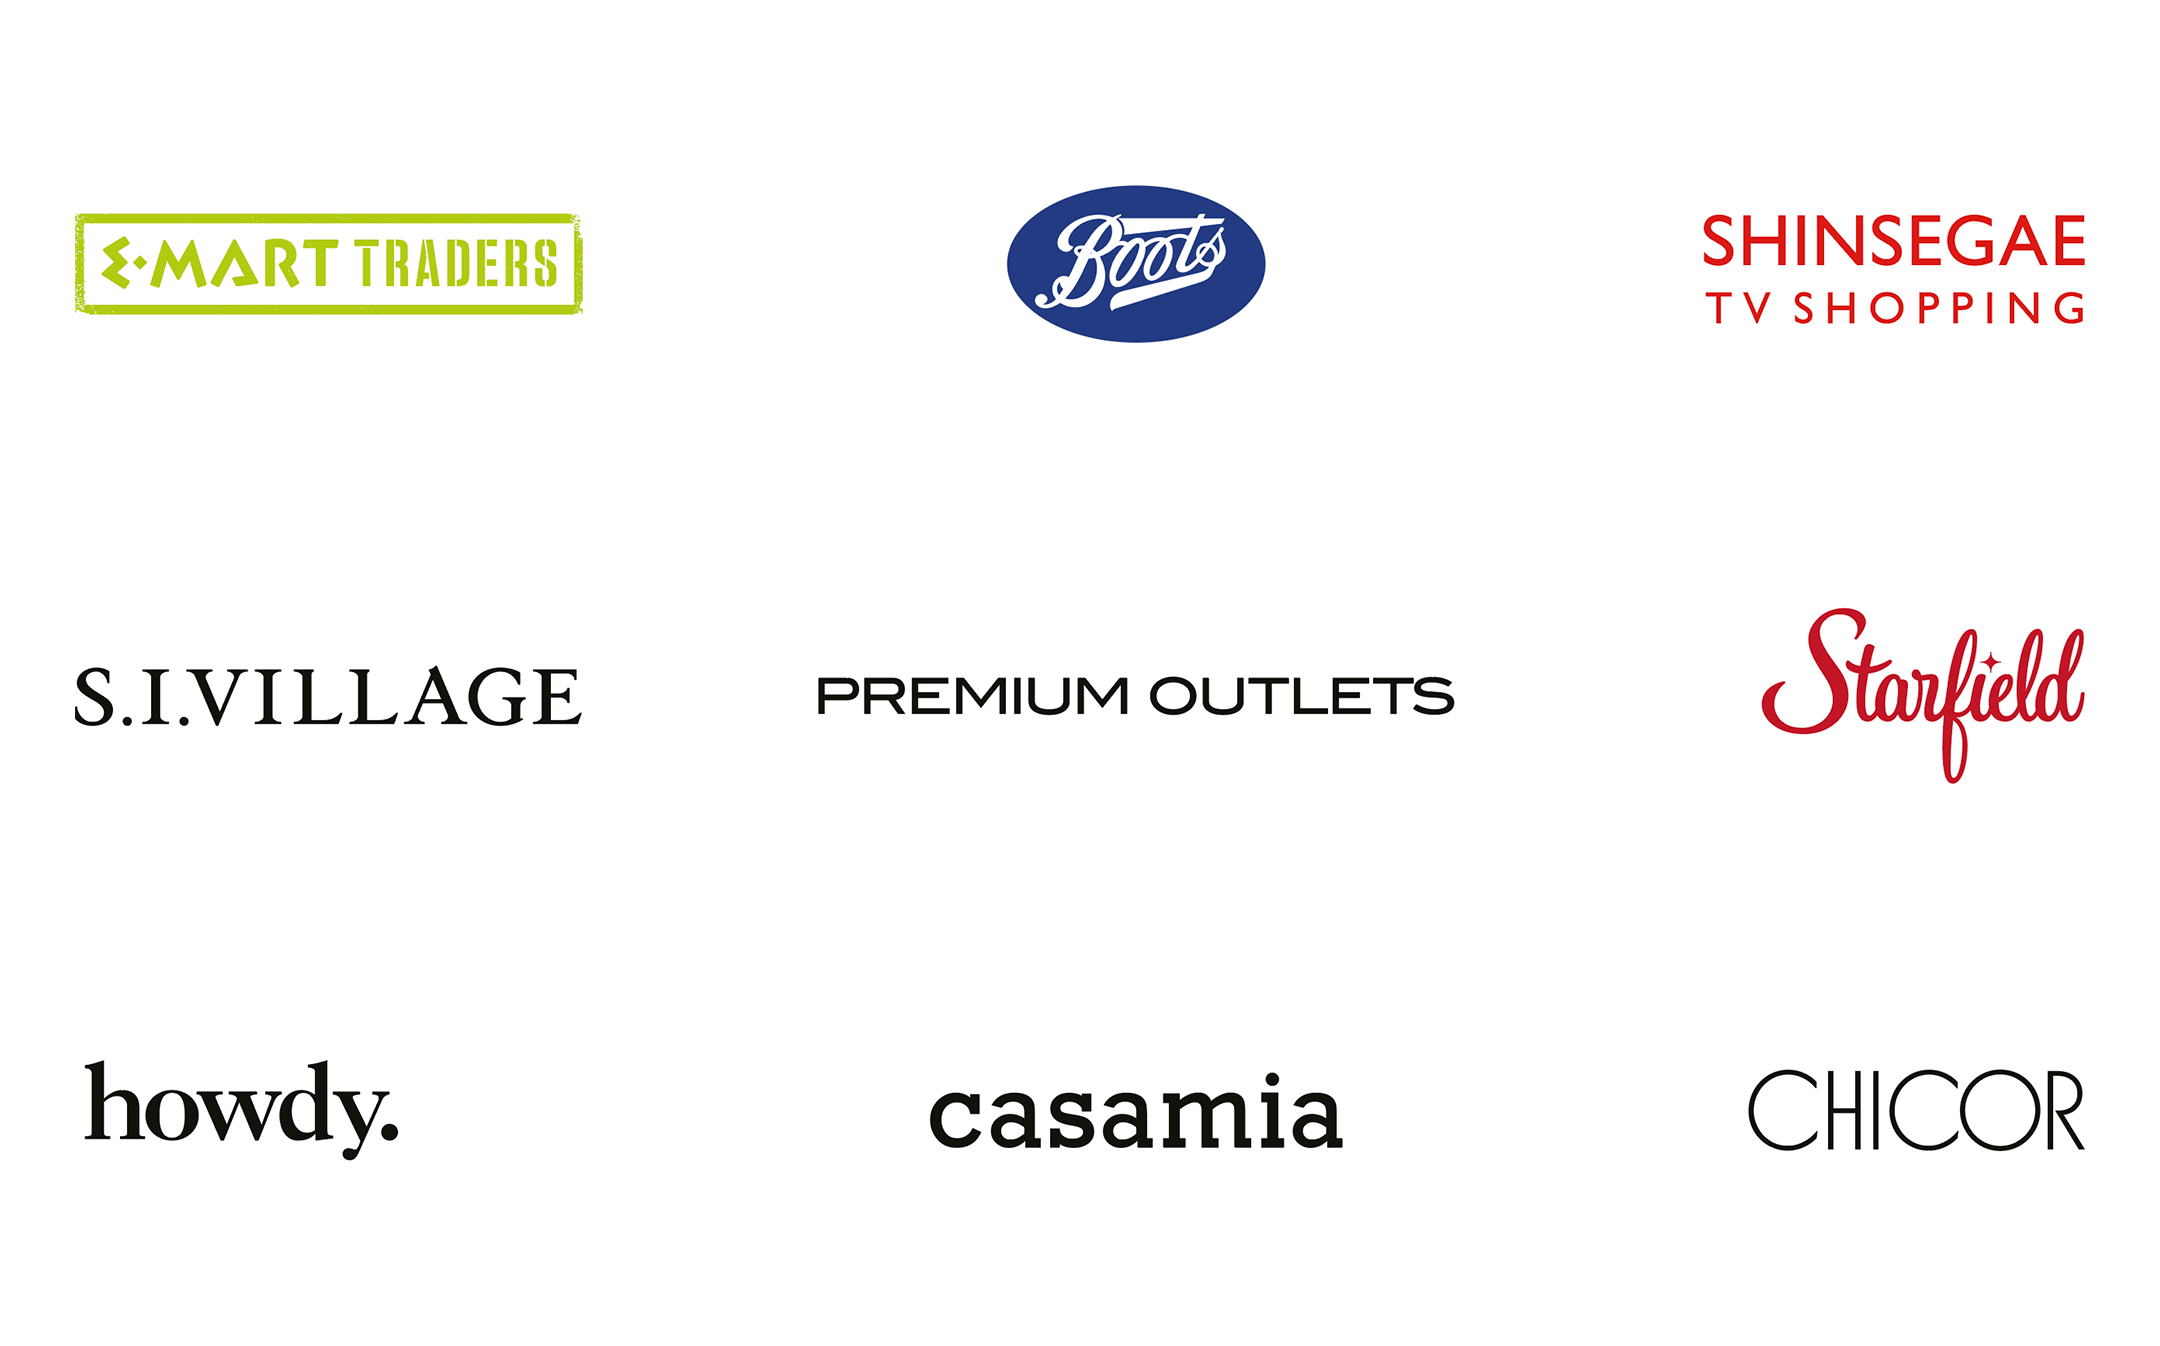 E·MART TRADERS
Boots
SHINSEGAE
TV SHOPPING
S.I.VILLAGE
PREMIUM OUTLETS
Starfield
howdy.
casamia
CHICOR